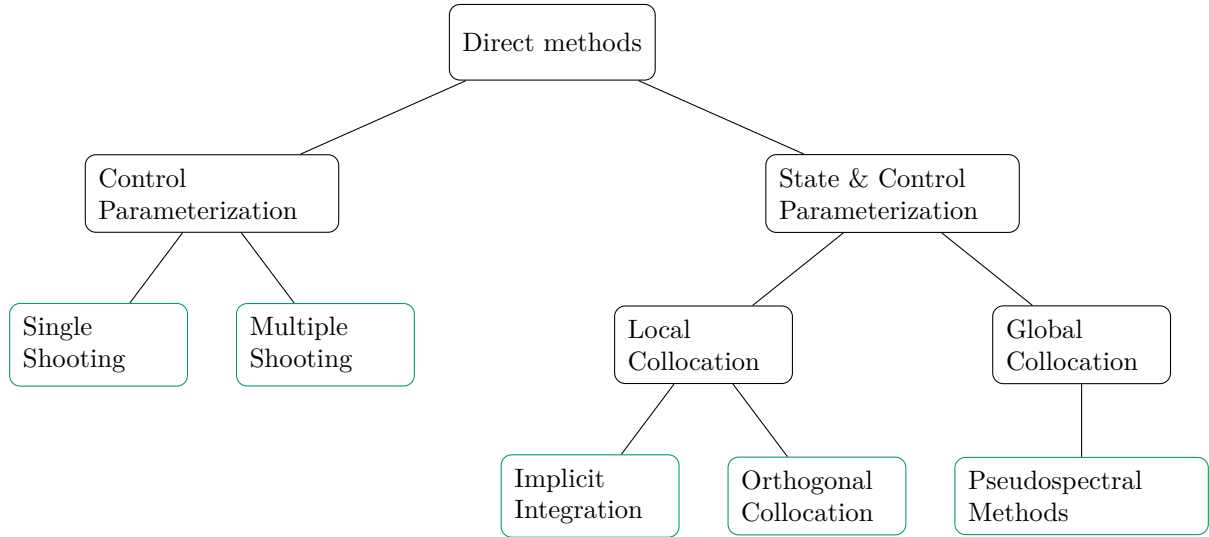 Direct methods
Control
Parameterization
State & Control
Parameterization
Single
Shooting
Multiple
Shooting
Local
Collocation
Global
Collocation
Implicit
Integration
Orthogonal
Collocation
Pseudospectral
Methods